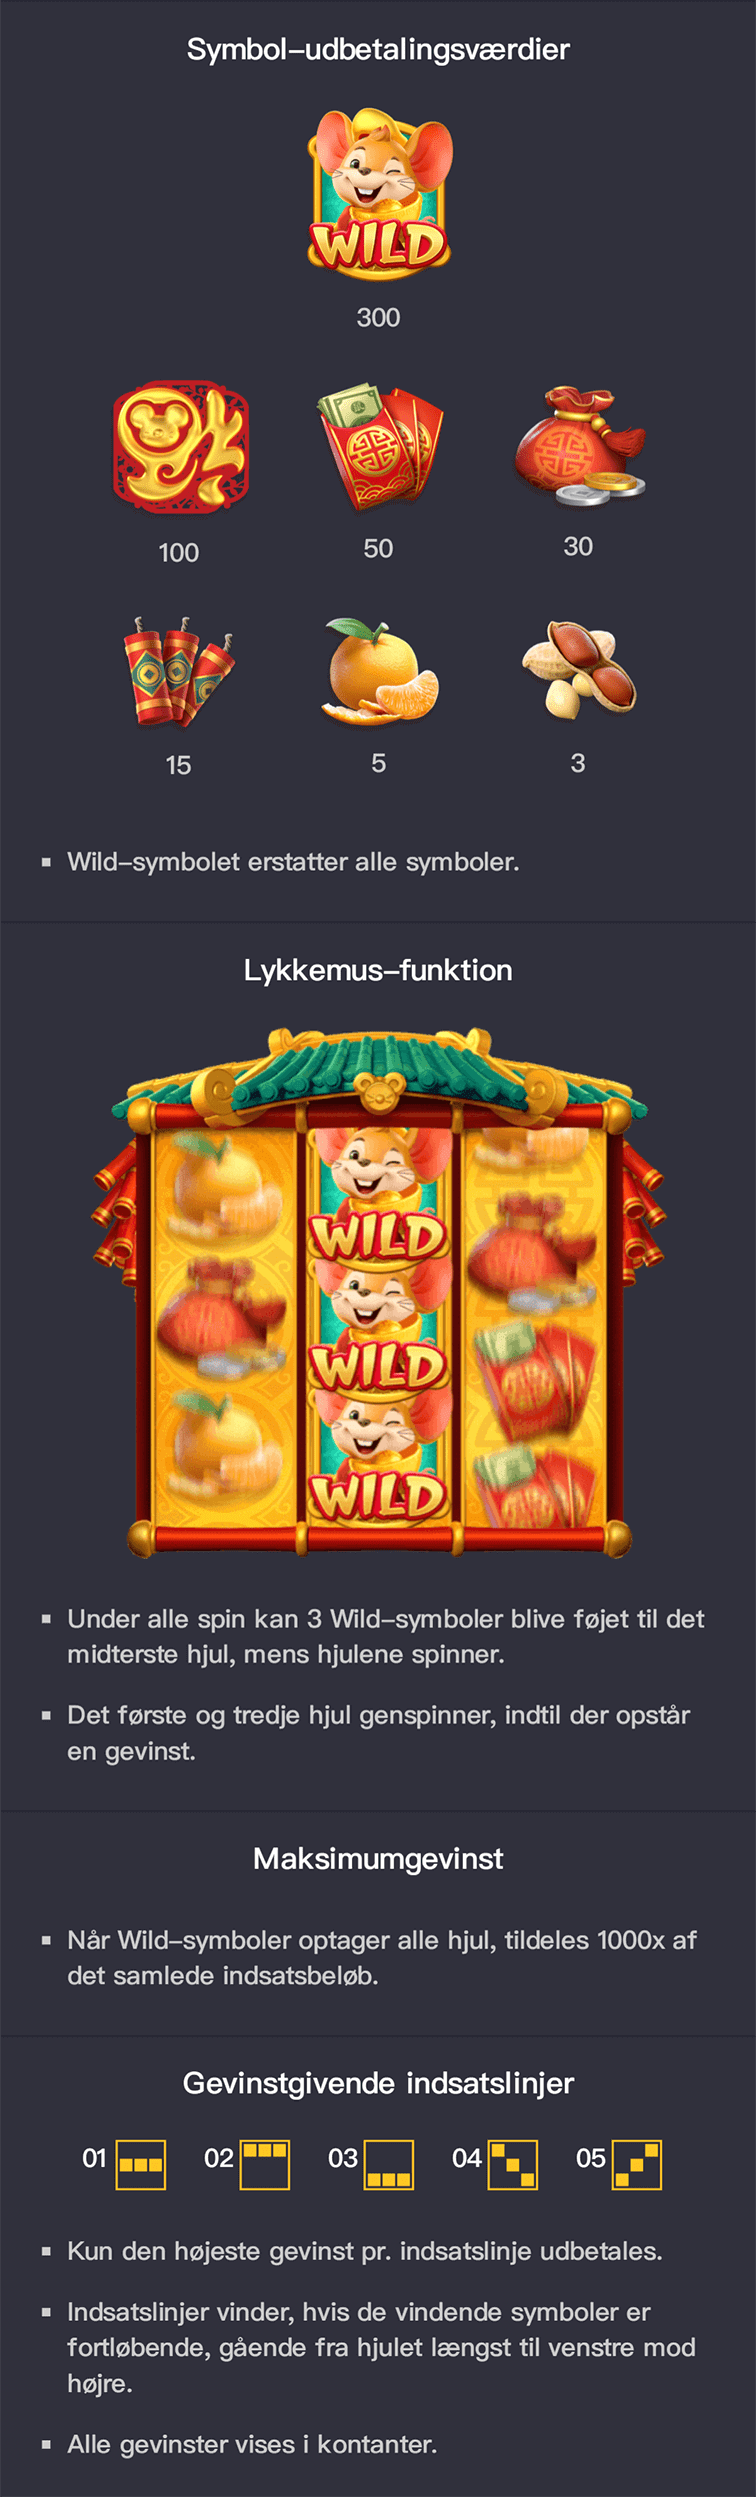 Symbol-udbetalingsværdier
WILD
300
100 50 30
15 5 3
▪ Wild-symbolet erstatter alle symboler.
Lykkemus-funktion
WILD
WILD
WILD
▪ Under alle spin kan 3 Wild-symboler blive føjet til det
midterste hjul, mens hjulene spinner.
▪ Det første og tredje hjul genspinner, indtil der opstår
en gevinst.
Maksimumgevinst
▪ Når Wild-symboler optager alle hjul, tildeles 1000x af
det samlede indsatsbeløb.
Gevinstgivende indsatslinjer
01 02 03 04 05
▪ Kun den højeste gevinst pr. indsatslinje udbetales.
▪ Indsatslinjer vinder, hvis de vindende symboler er
fortløbende, gående fra hjulet længst til venstre mod
højre.
▪ Alle gevinster vises i kontanter.